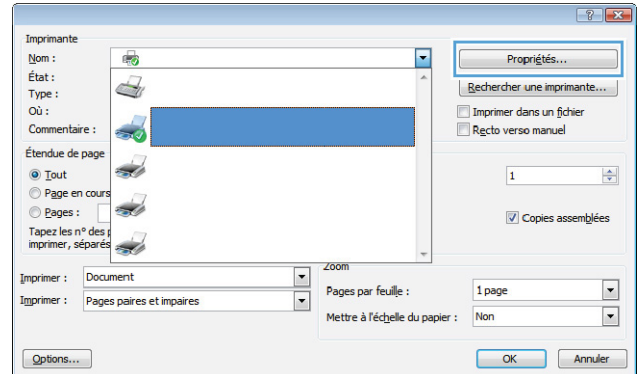 Imprimante
Nom :
Propriétés...
État :
Type :
Rechercher une imprimante...
Où :
Imprimer dans un fichier
Commentaire :
Recto verso manuel
Étendue de page
Tout
1
Page en cours
Pages :
Copies assemblées
Tapez les n° des p
imprimer, séparés
Zoom
Imprimer : Document
Pages par feuille : 1 page
Imprimer : Pages paires et impaires
Mettre à l'échelle du papier : Non
Options...
OK Annuler